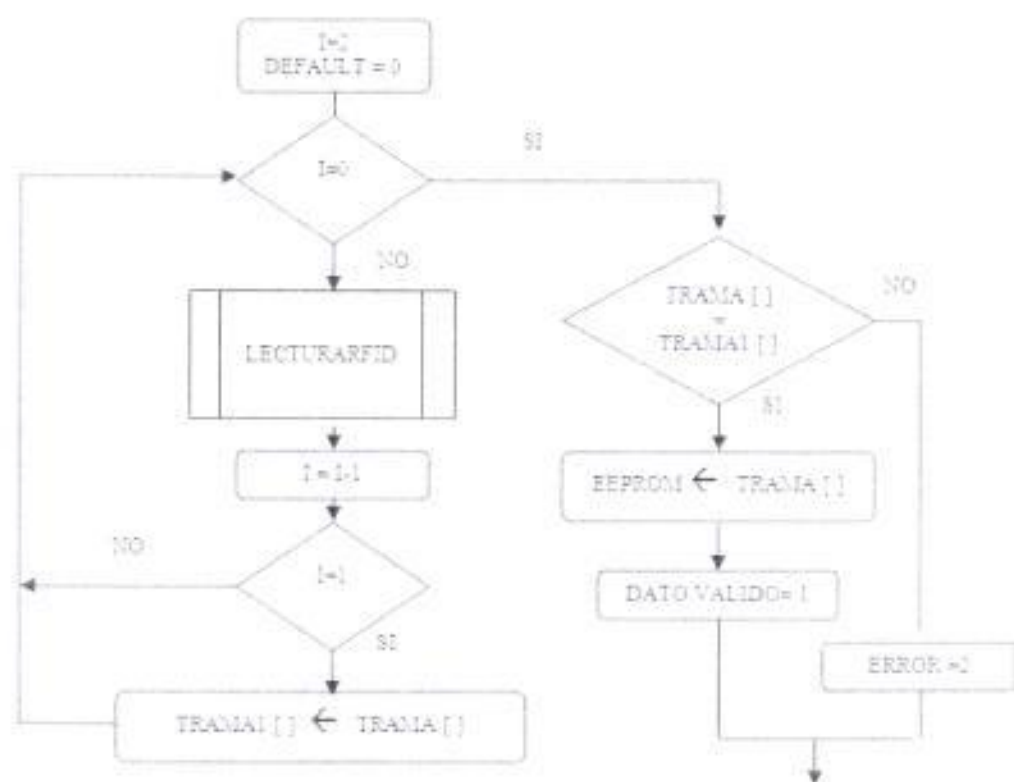 I=2
DEFAULT = 0
I=0
SI
NO
LECTURARFID
I = I-1
I=1
NO
SI
TRAMA1 [ ] ← TRAMA [ ]
TRAMA [ ]
=
TRAMA1 [ ]
NO
SI
EEPROM ← TRAMA [ ]
DATO VALIDO= 1
ERROR =2